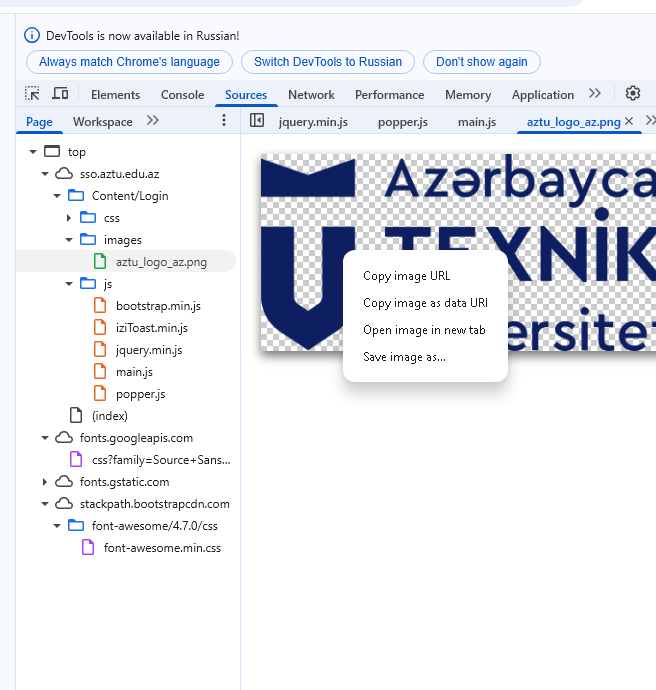 DevTools is now available in Russian!
Always match Chrome's language Switch DevTools to Russian Don't show again
Elements Console Sources Network Performance Memory Application
Page Workspace
jquery.min.js popper.js main.js aztu_logo_az.png
top
sso.aztu.edu.az
Content/Login
css
images
aztu_logo_az.png
js
bootstrap.min.js
iziToast.min.js
jquery.min.js
main.js
popper.js
(index)
fonts.googleapis.com
css?family=Source+Sans...
fonts.gstatic.com
stackpath.bootstrapcdn.com
font-awesome/4.7.0/css
font-awesome.min.css
Azərbayca
TEXNİK
ersitet
Copy image URL
Copy image as data URI
Open image in new tab
Save image as...